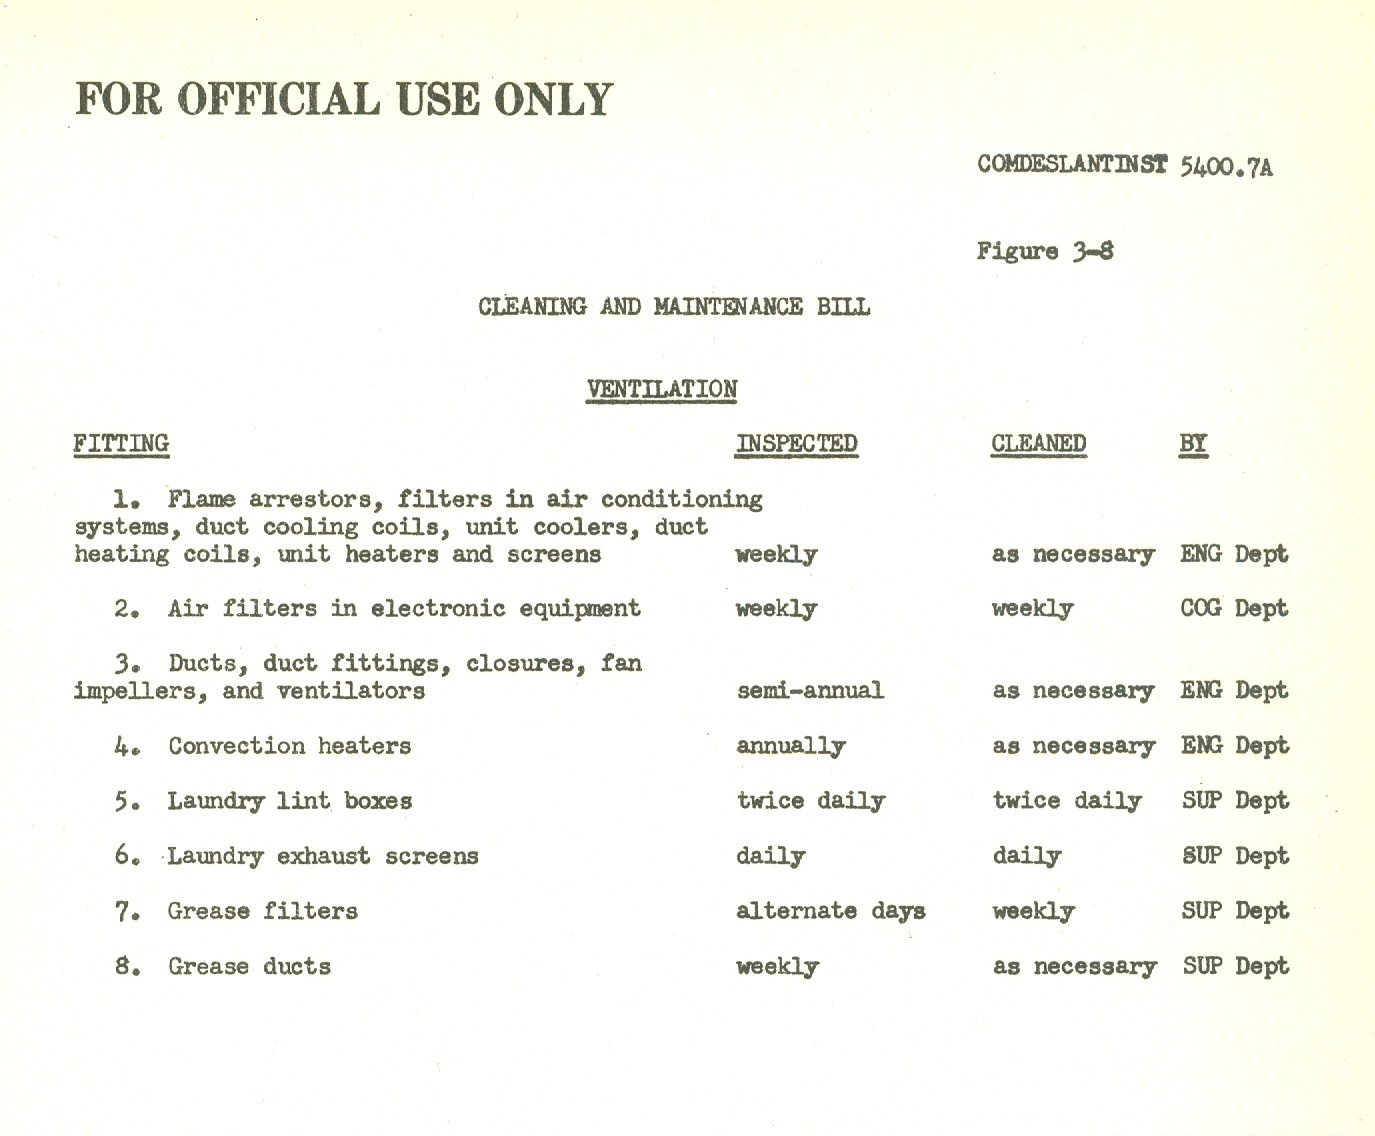 FOR OFFICIAL USE ONLY
COMDESLANTINST 5400.7A
Figure 3-8
CLEANING AND MAINTENANCE BILL
VENTILATION
FITTING INSPECTED CLEANED BY
1. Flame arrestors, filters in air conditioning
systems, duct cooling coils, unit coolers, duct
heating coils, unit heaters and screens weekly as necessary ENG Dept
2. Air filters in electronic equipment weekly weekly COG Dept
3. Ducts, duct fittings, closures, fan
impellers, and ventilators semi-annual as necessary ENG Dept
4. Convection heaters annually as necessary ENG Dept
5. Laundry lint boxes twice daily twice daily SUP Dept
6. Laundry exhaust screens daily daily SUP Dept
7. Grease filters alternate days weekly SUP Dept
8. Grease ducts weekly as necessary SUP Dept